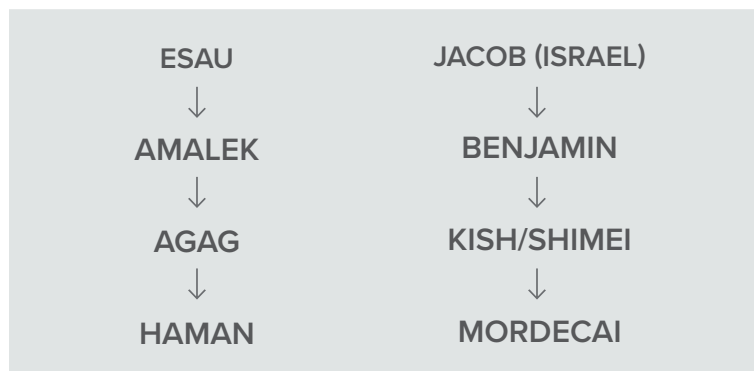 ESAU
JACOB (ISRAEL)
AMALEK
BENJAMIN
AGAG
KISH/SHIMEI
HAMAN
MORDECAI